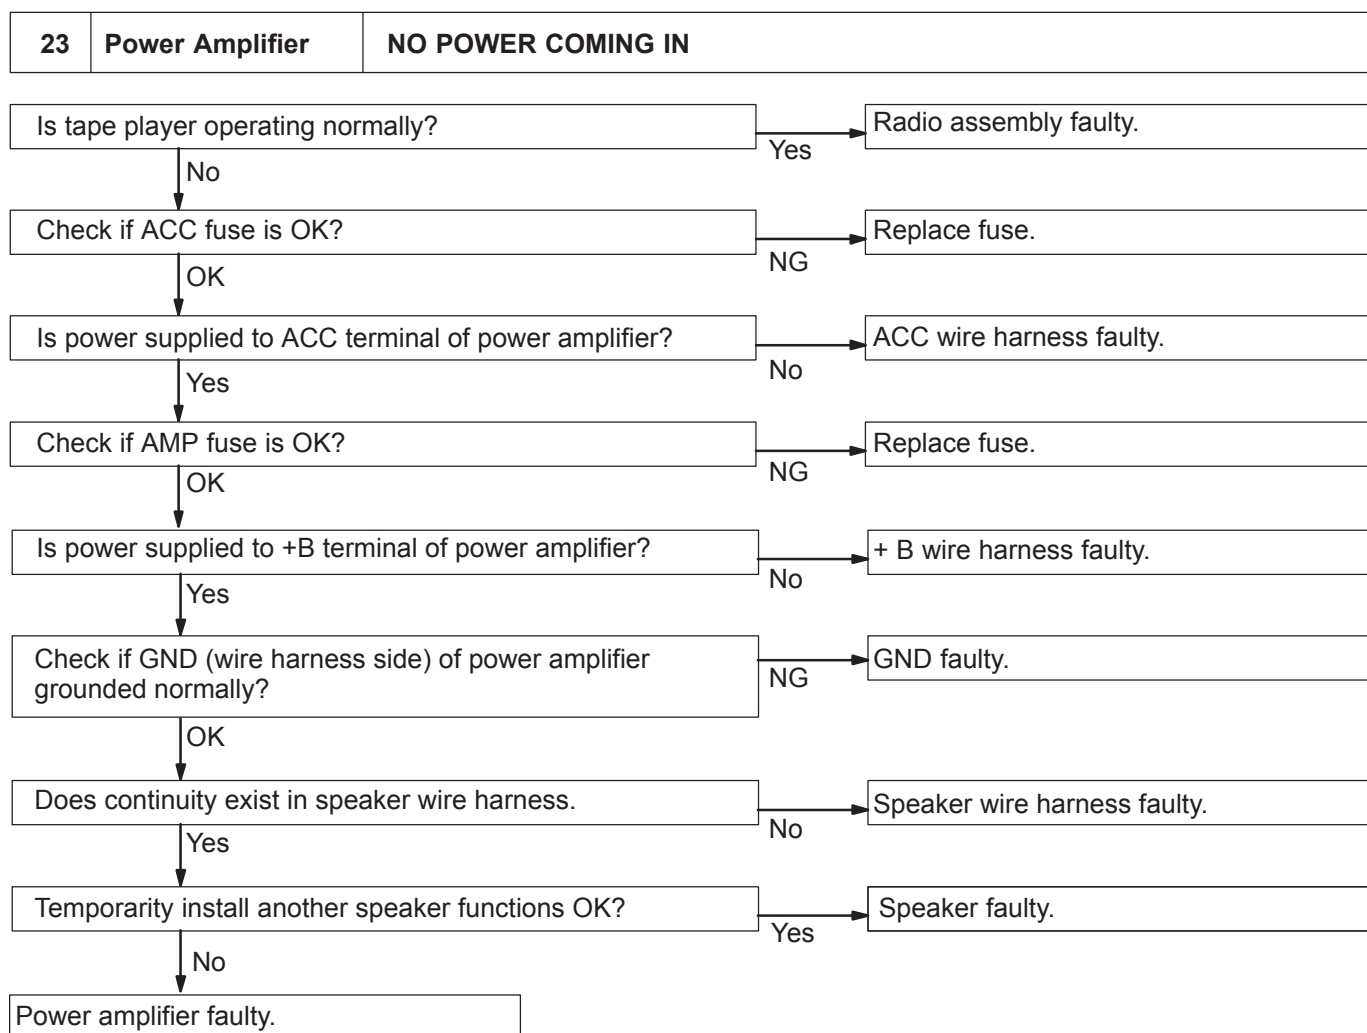 23 Power Amplifier NO POWER COMING IN
Is tape player operating normally?
Yes
Radio assembly faulty.
No
Check if ACC fuse is OK?
NG
Replace fuse.
OK
Is power supplied to ACC terminal of power amplifier?
No
ACC wire harness faulty.
Yes
Check if AMP fuse is OK?
NG
Replace fuse.
OK
Is power supplied to +B terminal of power amplifier?
No
+ B wire harness faulty.
Yes
Check if GND (wire harness side) of power amplifier
grounded normally?
NG
GND faulty.
OK
Does continuity exist in speaker wire harness.
No
Speaker wire harness faulty.
Yes
Temporarity install another speaker functions OK?
Yes
Speaker faulty.
No
Power amplifier faulty.